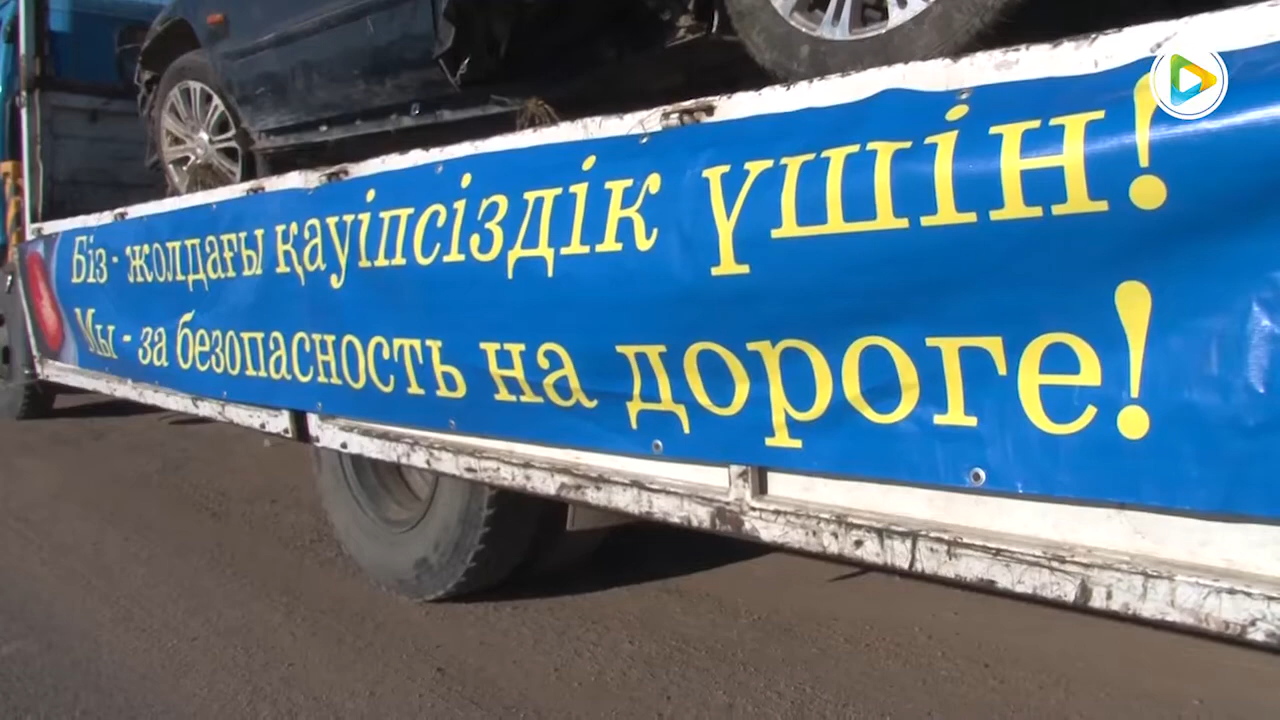 Біз - жолдағы қауіпсіздік үшін!
Мы - за безопасность на дороге!